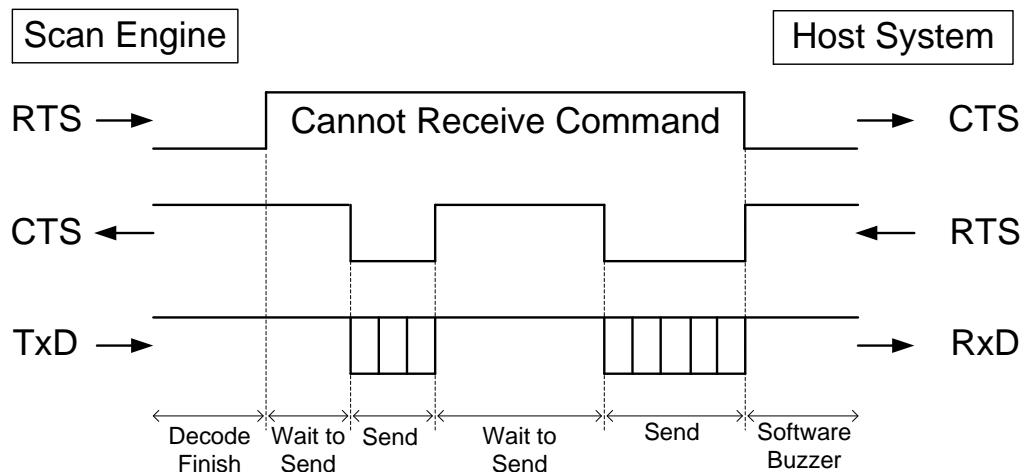 Scan Engine
Host System
RTS
Cannot Receive Command
CTS
CTS
RTS
TxD
RxD
Decode
Finish
Wait to
Send
Send
Wait to
Send
Send
Software
Buzzer